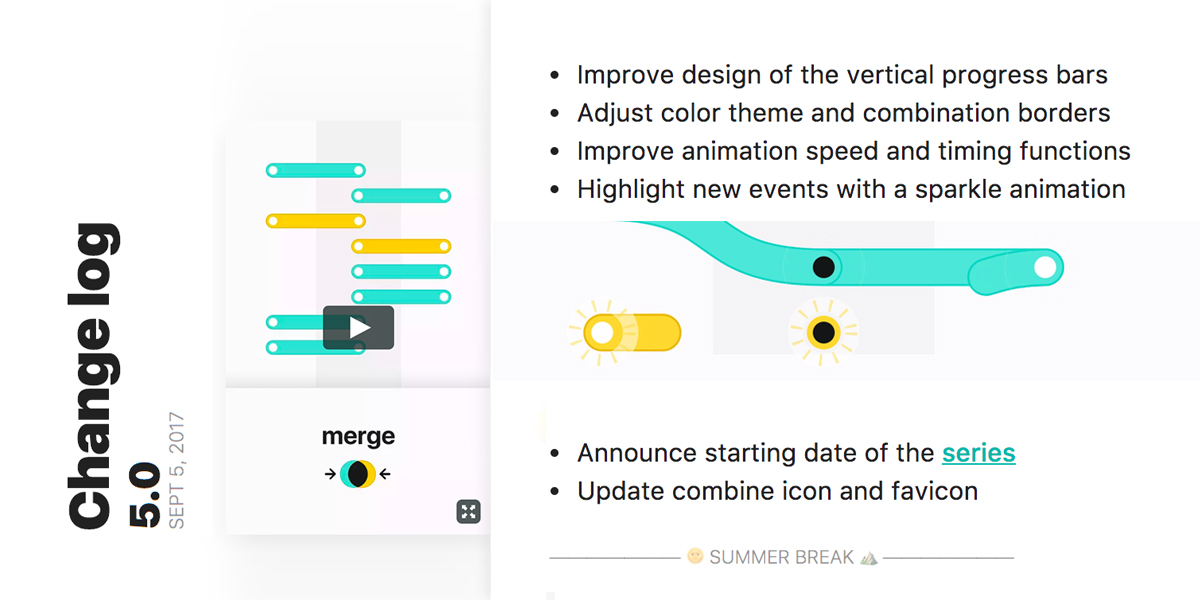 Change log
5.0
SEPT 5, 2017
merge
Improve design of the vertical progress bars
Adjust color theme and combination borders
Improve animation speed and timing functions
Highlight new events with a sparkle animation
Announce starting date of the series
Update combine icon and favicon
SUMMER BREAK